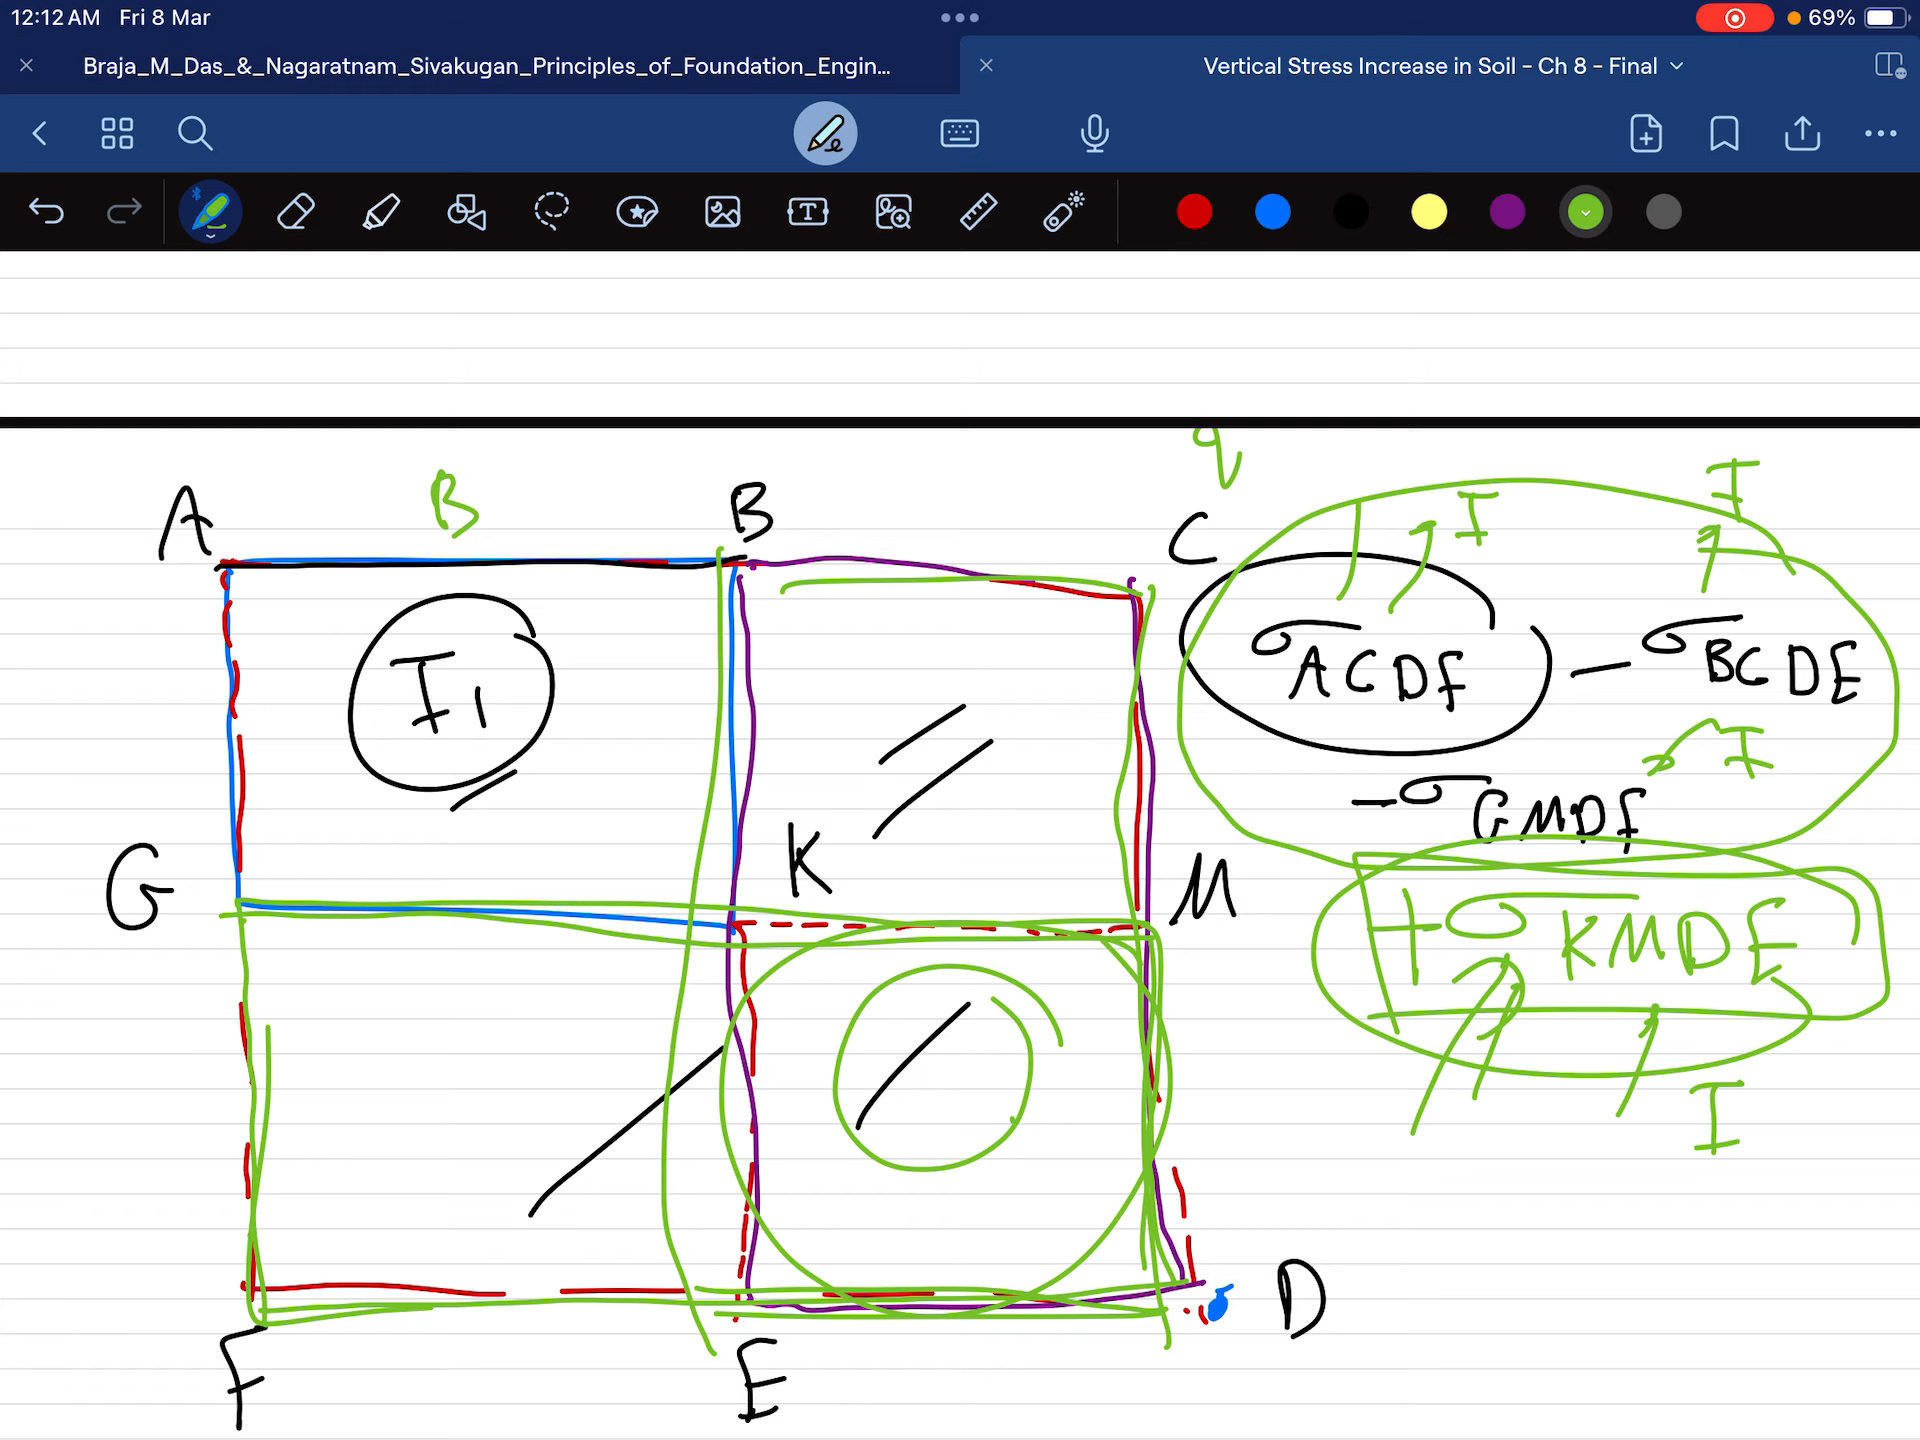 12:12 AM Fri 8 Mar
69%
Braja_M_Das_&_Nagaratnam_Sivakugan_Principles_of_Foundation_Engin...
Vertical Stress Increase in Soil - Ch 8 - Final
q
A B B C
I I
I1
σACDF - σBCDE
I
- σGMDF
G K M
+ σKMDE
I
F E D